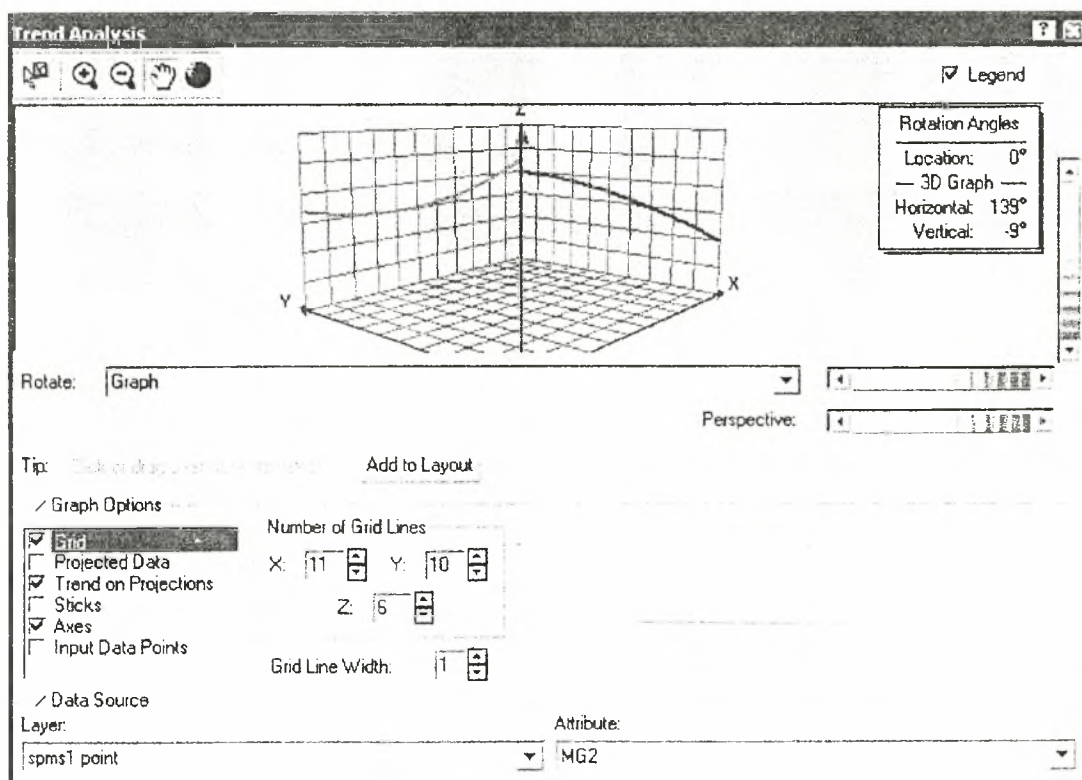 Trend Analysis
Legend
Z
Rotation Angles
Location: 0°
3D Graph
Horizontal: 139°
Vertical: -9°
Y
X
Rotate: Graph
Perspective:
Tip: Add to Layout
Graph Options
Grid
Projected Data
Trend on Projections
Sticks
Axes
Input Data Points
Number of Grid Lines
X: 11 Y: 10
Z: 6
Grid Line Width: 1
Data Source
Layer: Attribute:
spms1 point MG2